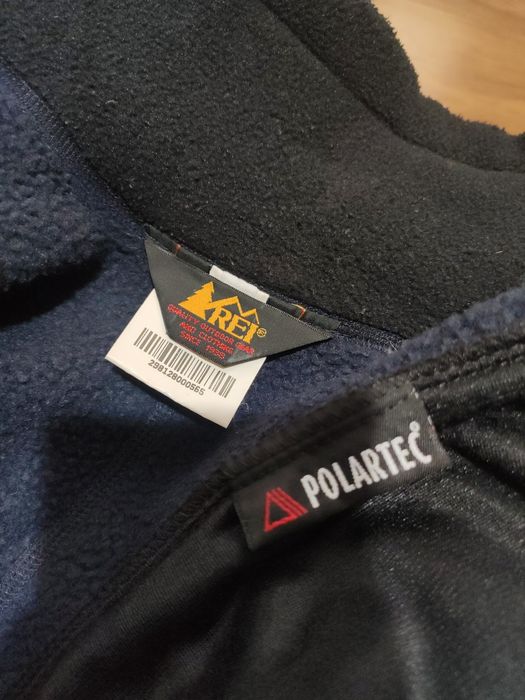 REI®
QUALITY OUTDOOR GEAR
AND CLOTHING
SINCE 1938
298128000565
POLARTEC®